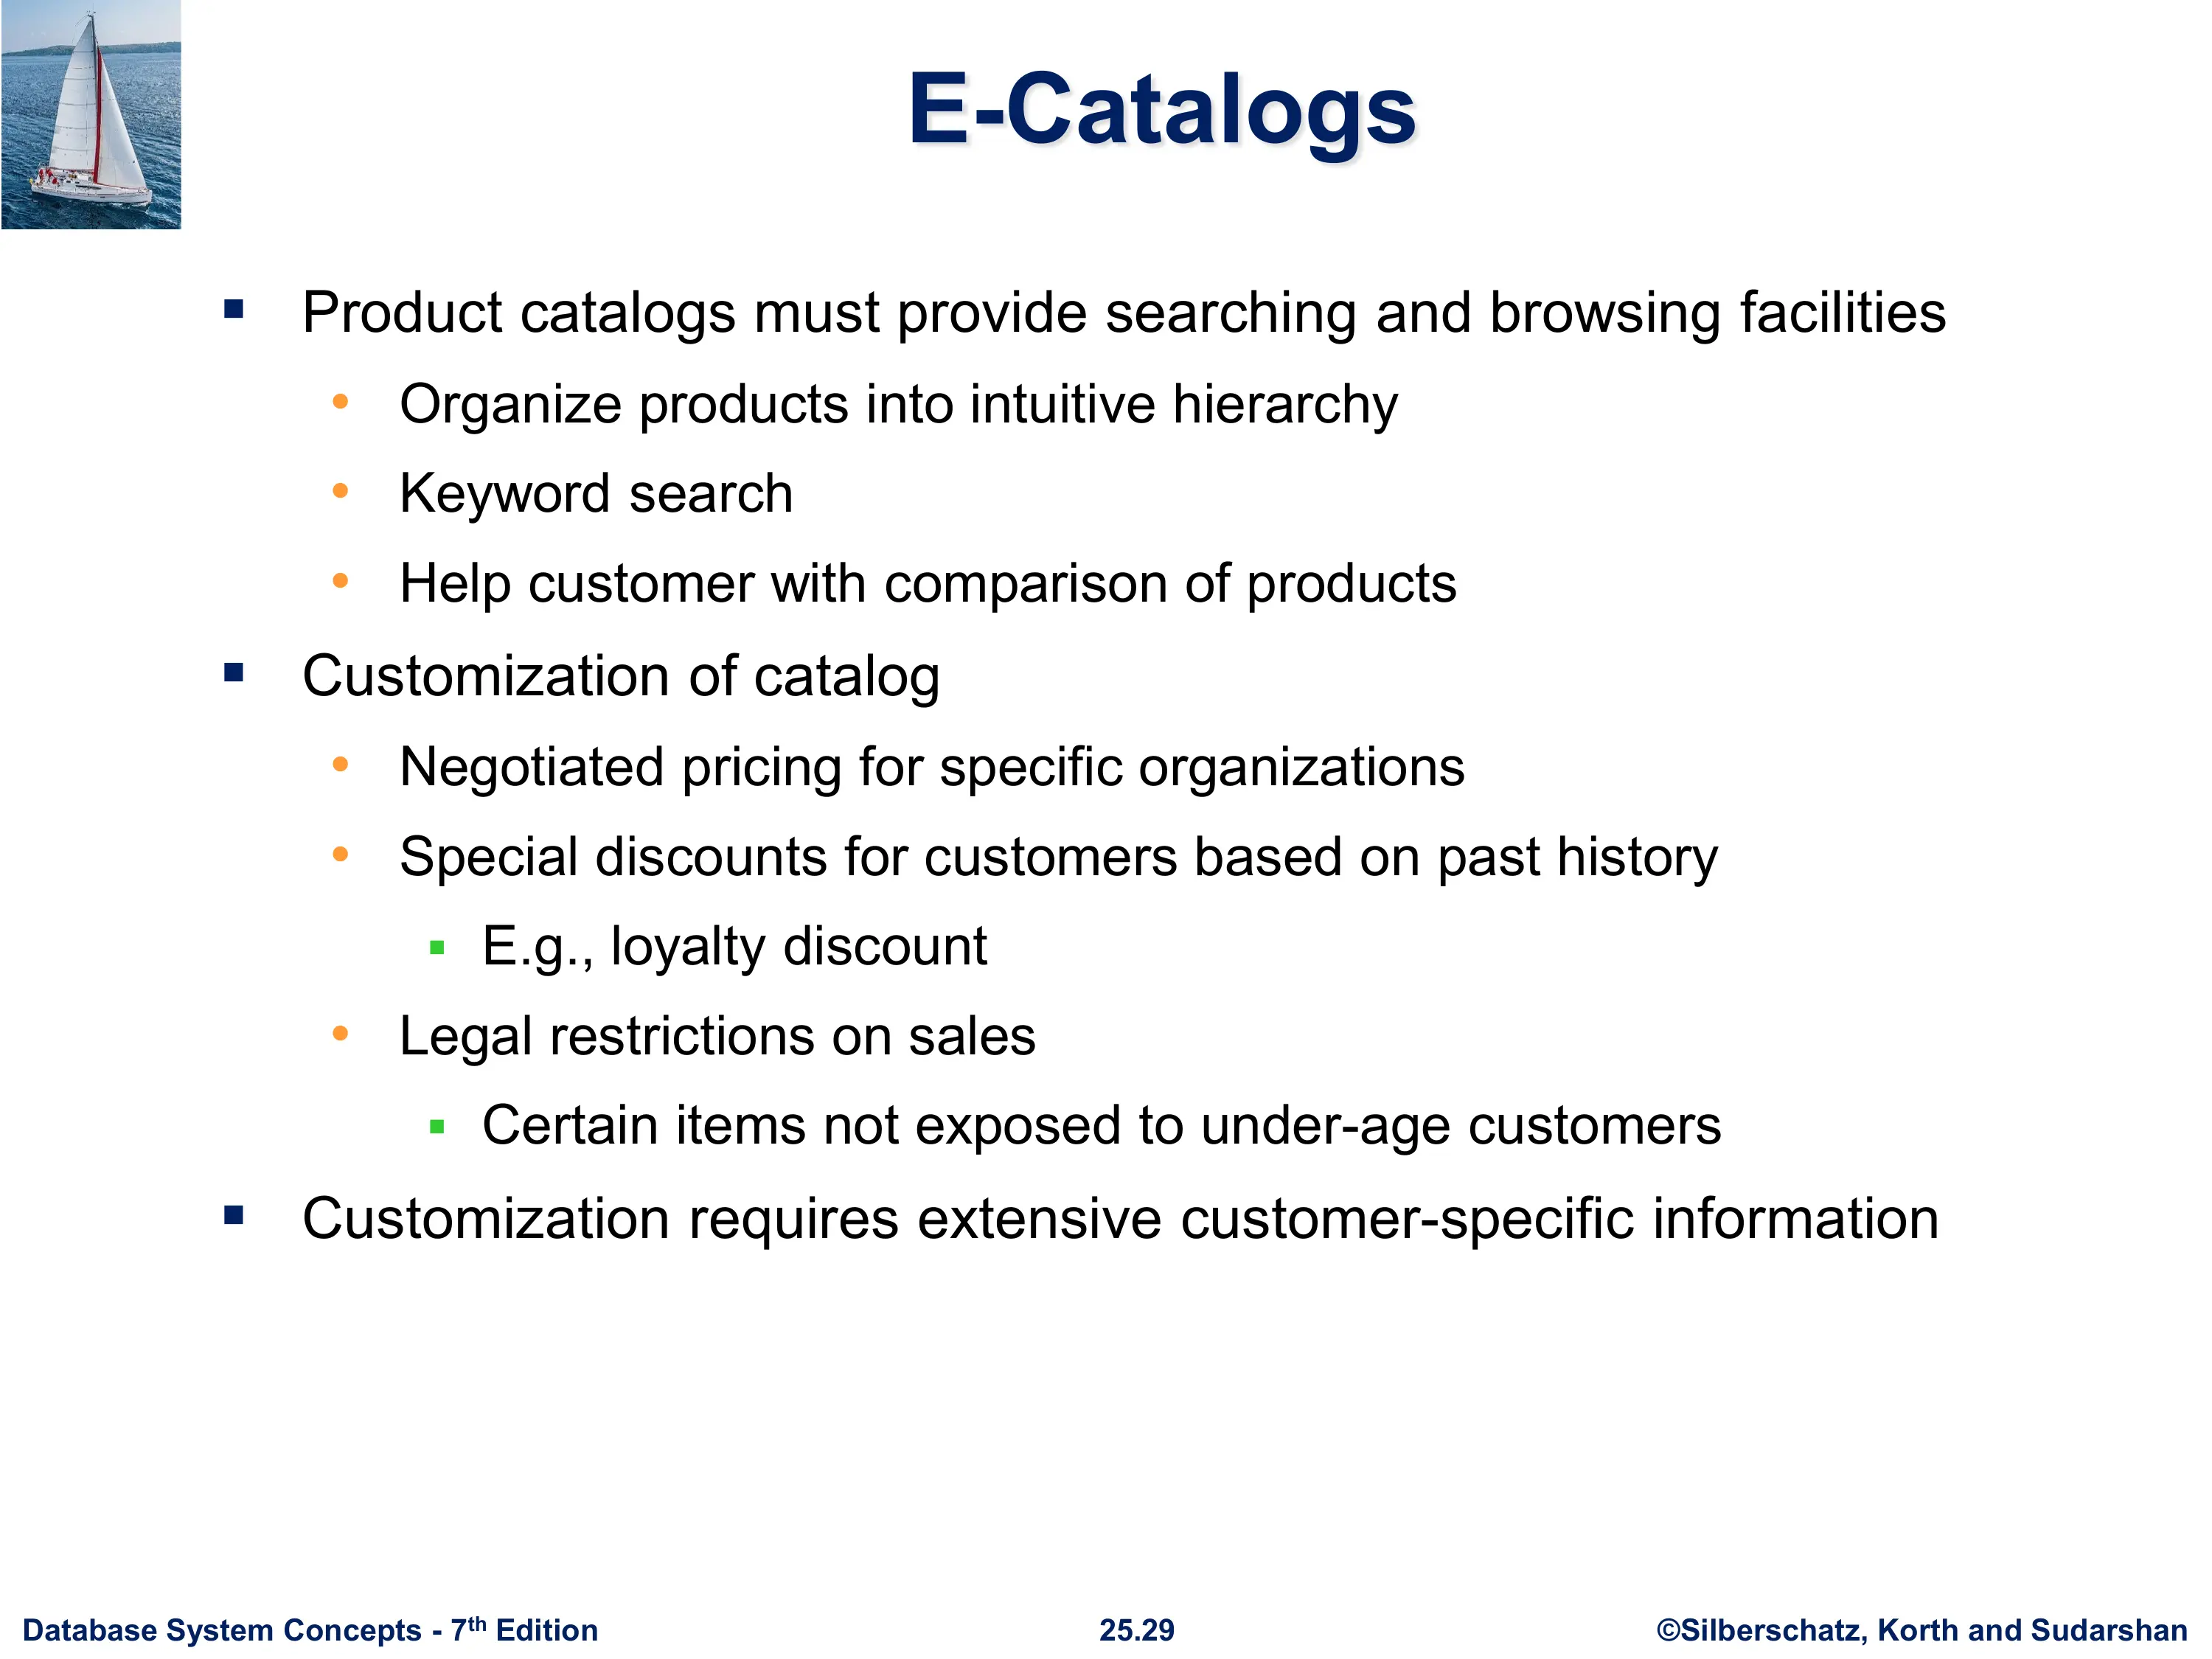 E-Catalogs
Product catalogs must provide searching and browsing facilities
Organize products into intuitive hierarchy
Keyword search
Help customer with comparison of products
Customization of catalog
Negotiated pricing for specific organizations
Special discounts for customers based on past history
E.g., loyalty discount
Legal restrictions on sales
Certain items not exposed to under-age customers
Customization requires extensive customer-specific information
Database System Concepts - 7th Edition
25.29
©Silberschatz, Korth and Sudarshan